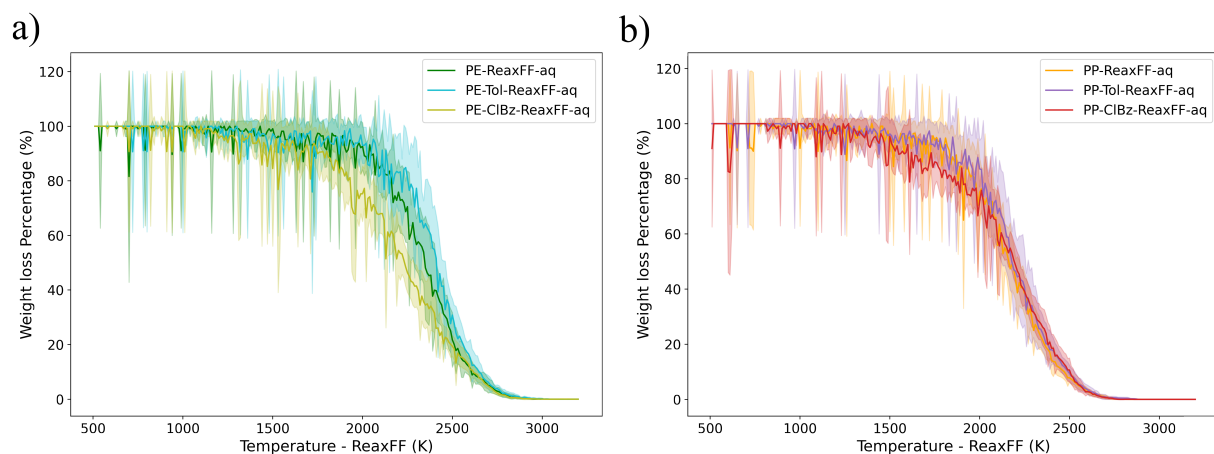 a)
120
100
80
60
40
20
0
Weight loss Percentage (%)
PE-ReaxFF-aq
PE-Tol-ReaxFF-aq
PE-ClBz-ReaxFF-aq
500 1000 1500 2000 2500 3000
Temperature - ReaxFF (K)
b)
120
100
80
60
40
20
0
Weight loss Percentage (%)
PP-ReaxFF-aq
PP-Tol-ReaxFF-aq
PP-ClBz-ReaxFF-aq
500 1000 1500 2000 2500 3000
Temperature - ReaxFF (K)